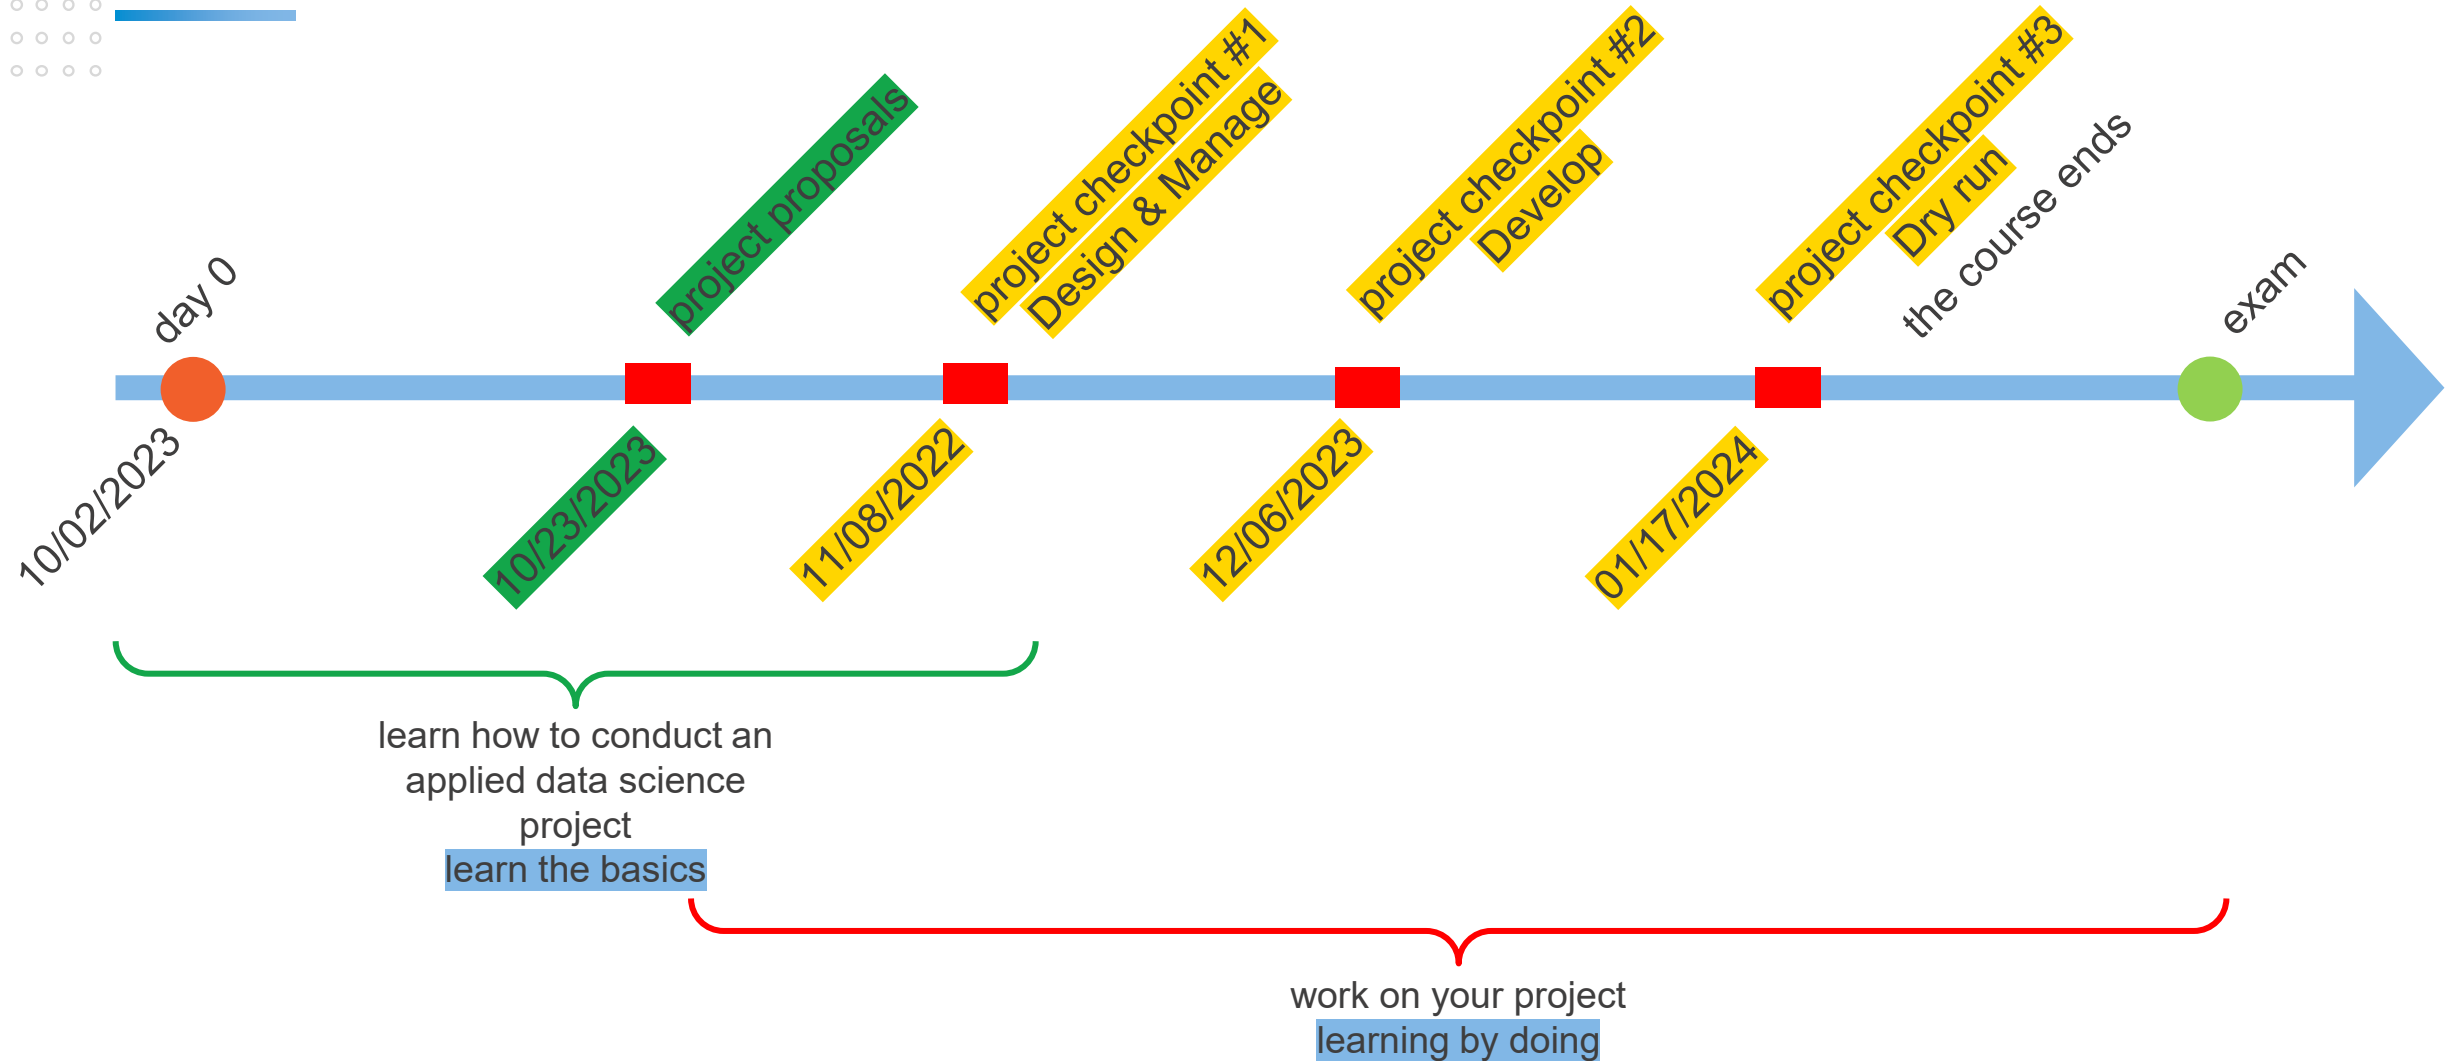 day 0
project proposals
project checkpoint #1
Design & Manage
project checkpoint #2
Develop
project checkpoint #3
Dry run
the course ends
exam
10/02/2023
10/23/2023
11/08/2022
12/06/2023
01/17/2024
learn how to conduct an
applied data science
project
learn the basics
work on your project
learning by doing